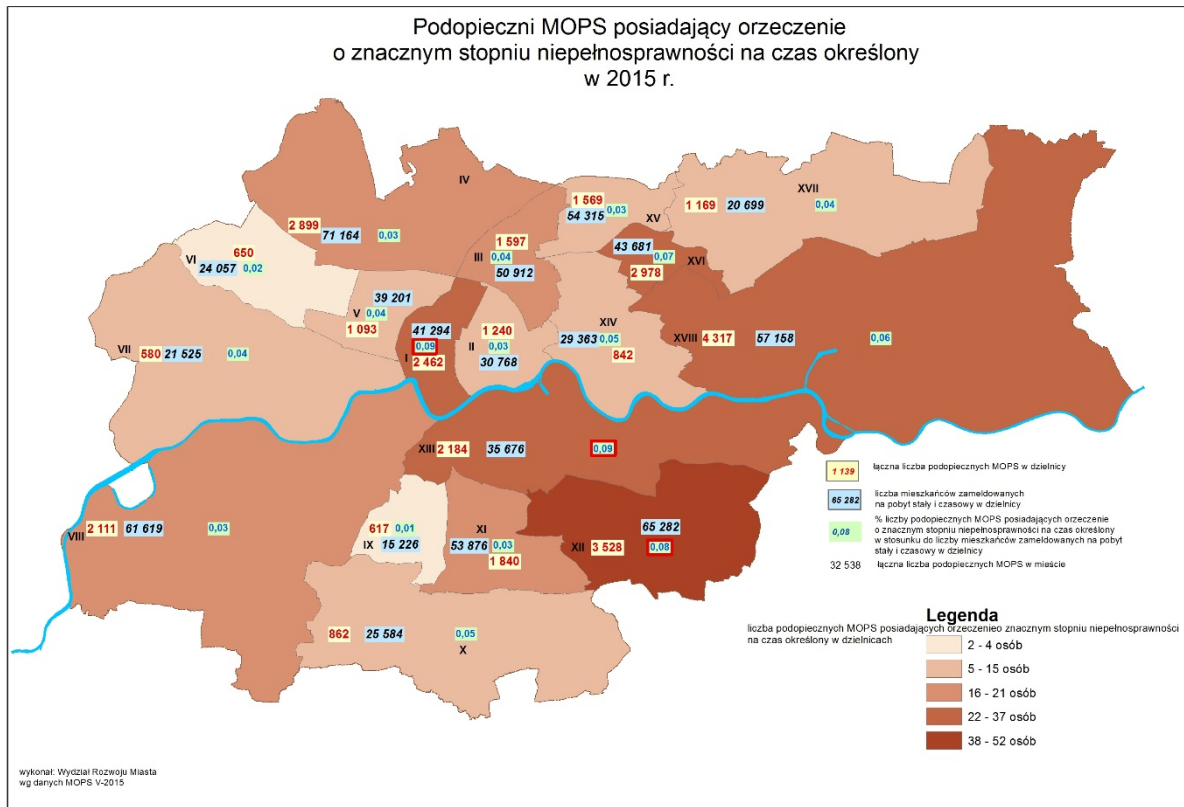 Podopieczni MOPS posiadający orzeczenie
o znacznym stopniu niepełnosprawności na czas określony
w 2015 r.
IV
2 899
71 164
0,03
1 569
54 315
0,03
XV
XVII
1 169
20 699
0,04
1 597
III
0,04
50 912
43 681
0,07
XVI
2 978
650
VI
24 057
0,02
39 201
V
0,04
1 093
41 294
0,09
I
2 462
1 240
II
0,03
30 768
XIV
29 363
0,05
842
XVIII
4 317
57 158
0,06
VII
580
21 525
0,04
XIII
2 184
35 676
0,09
VIII
2 111
61 619
0,03
617
0,01
IX
15 226
XI
53 876
0,03
1 840
65 282
XII
3 528
0,08
862
25 584
0,05
X
1 139
łączna liczba podopiecznych MOPS w dzielnicy
65 282
liczba mieszkańców zameldowanych
na pobyt stały i czasowy w dzielnicy
% liczby podopiecznych MOPS posiadających orzeczenie
0,08
o znacznym stopniu niepełnosprawności na czas określony
w stosunku do liczby mieszkańców zameldowanych na pobyt
stały i czasowy w dzielnicy
32 538
łączna liczba podopiecznych MOPS w mieście
Legenda
liczba podopiecznych MOPS posiadających orzeczenieo znacznym stopniu niepełnosprawności
na czas określony w dzielnicach
2 - 4 osób
5 - 15 osób
16 - 21 osób
22 - 37 osób
38 - 52 osób
wykonał: Wydział Rozwoju Miasta
wg danych MOPS V-2015